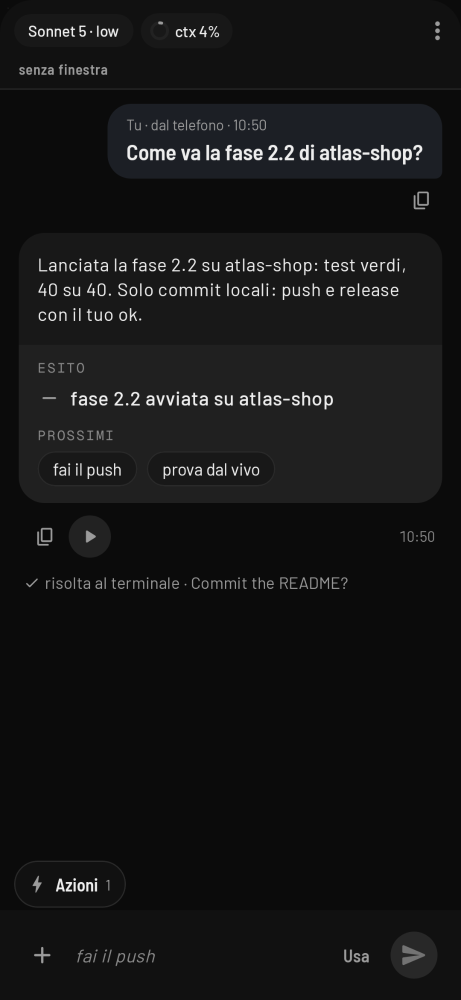 Sonnet 5 · low
ctx 4%
senza finestra
Tu · dal telefono · 10:50
Come va la fase 2.2 di atlas-shop?
Lanciata la fase 2.2 su atlas-shop: test verdi,
40 su 40. Solo commit locali: push e release
con il tuo ok.
ESITO
— fase 2.2 avviata su atlas-shop
PROSSIMI
fai il push
prova dal vivo
10:50
✓ risolta al terminale · Commit the README?
Azioni 1
fai il push
Usa